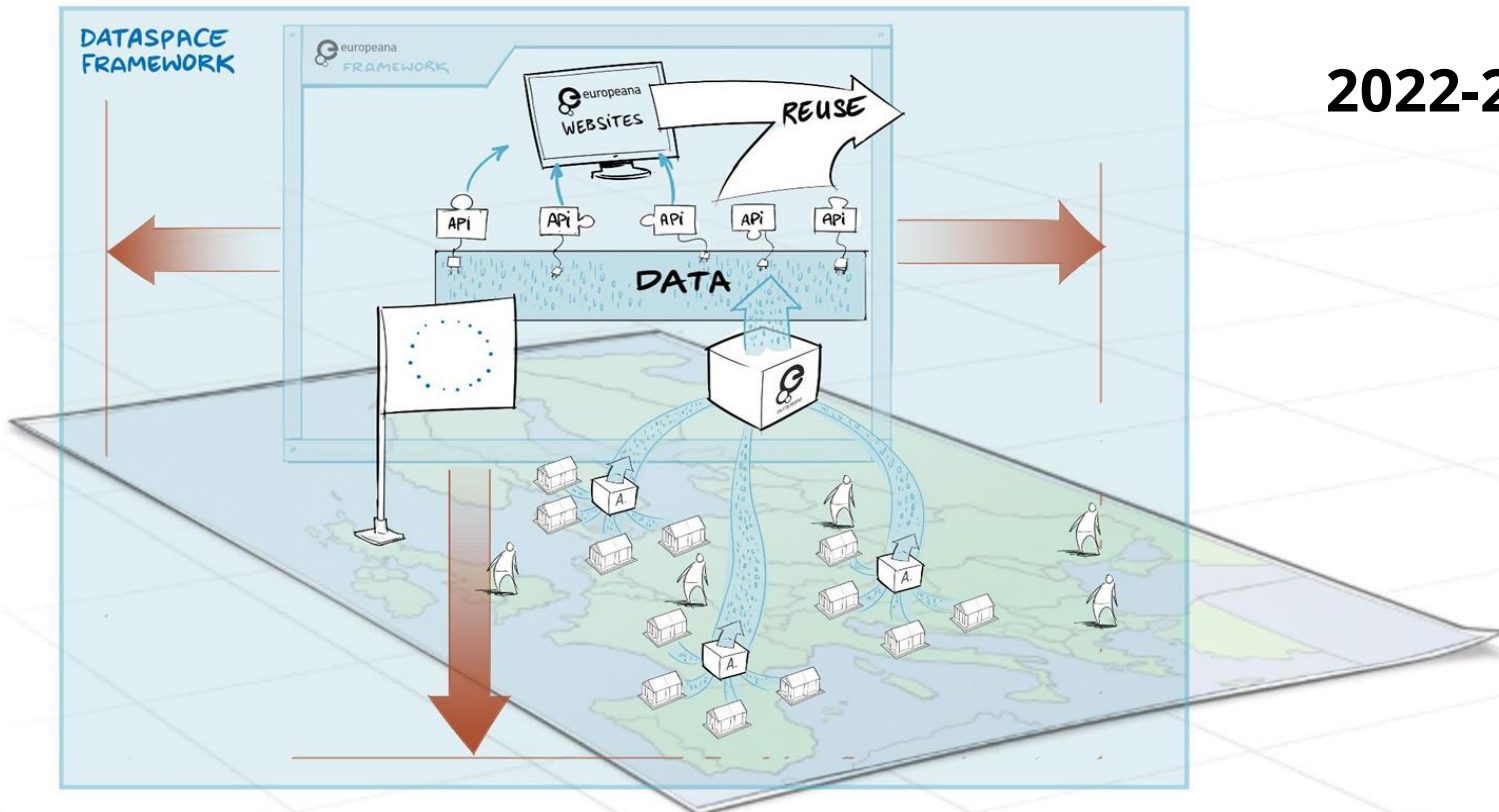 DATASPACE
FRAMEWORK
europeana
FRAMEWORK
2022-2
europeana
WEBSITES
REUSE
API
API
API
API
API
DATA
A.
A.
A.